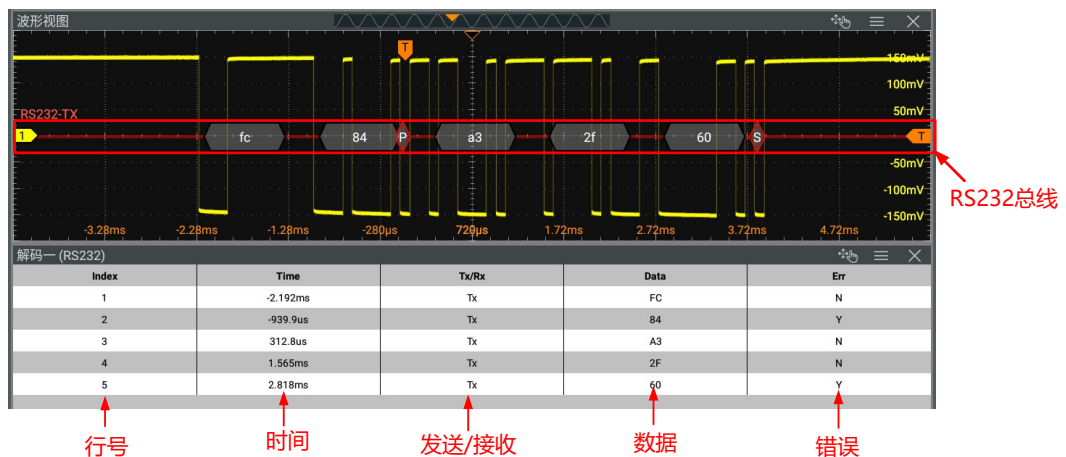 波形视图
T
150mV
100mV
50mV
RS232-TX
1
fc
84
P
a3
2f
60
S
T
-50mV
-100mV
-150mV
RS232总线
-3.28ms
-2.28ms
-1.28ms
-280μs
720μs
1.72ms
2.72ms
3.72ms
4.72ms
解码一 (RS232)
Index Time Tx/Rx Data Err
1 -2.192ms Tx FC N
2 -939.9us Tx 84 Y
3 312.8us Tx A3 N
4 1.565ms Tx 2F N
5 2.818ms Tx 60 Y
行号 时间 发送/接收 数据 错误